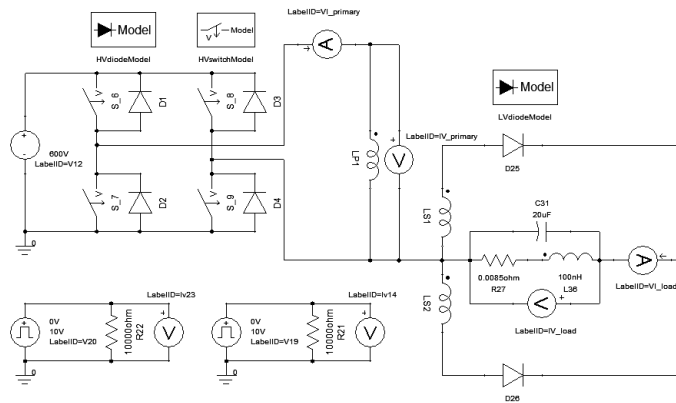 LabelID=VI_primary
Model
HVdiodeModel
Model
HVswitchModel
Model
LVdiodeModel
S_6
D1
S_8
D3
600V
LabelID=V12
LP1
LabelID=IV_primary
D25
S_7
D2
S_9
D4
LS1
C31
20uF
0.0085ohm
R27
100nH
L36
LabelID=VI_load
LabelID=IV_load
LS2
0
LabelID=Iv23
0V
10V
LabelID=V20
10000ohm
R22
0
LabelID=Iv14
0V
10V
LabelID=V19
10000ohm
R21
0
D26